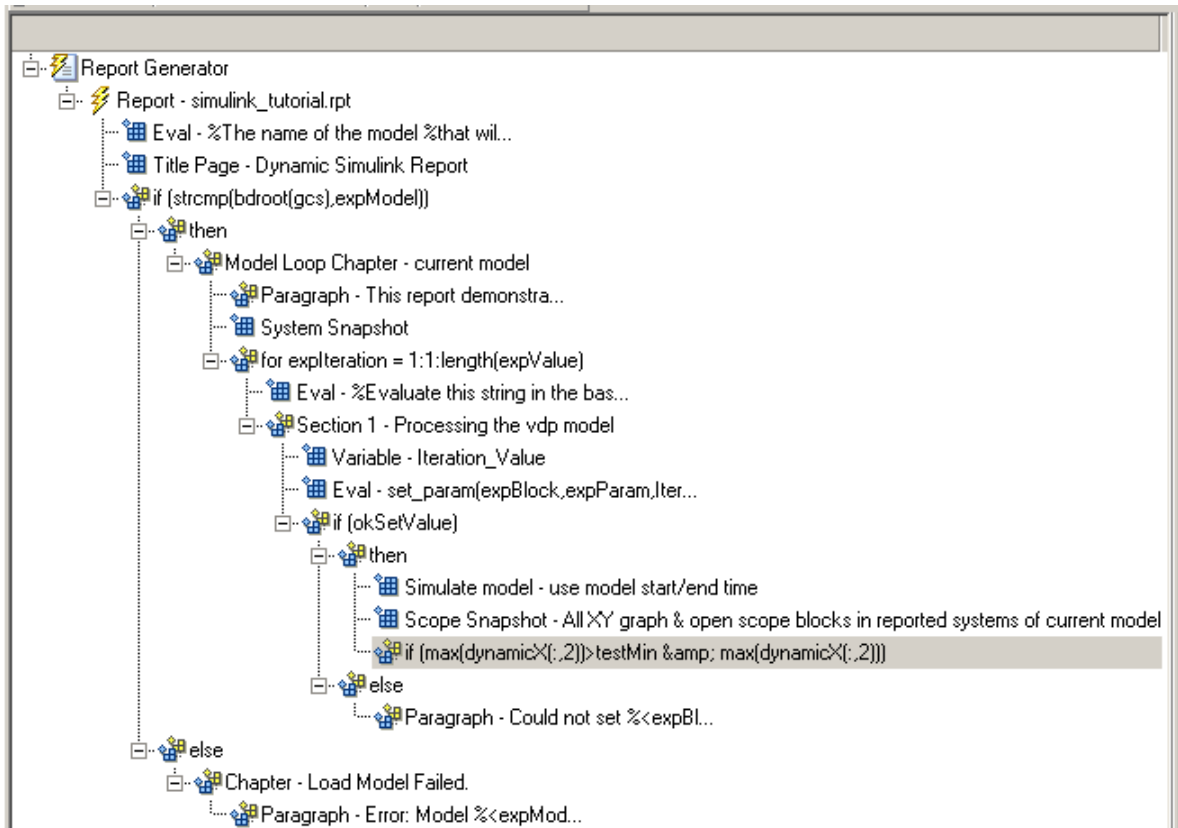 Report Generator
Report - simulink_tutorial.rpt
Eval - %The name of the model %that wil...
Title Page - Dynamic Simulink Report
if (strcmp(bdroot(gcs),expModel))
then
Model Loop Chapter - current model
Paragraph - This report demonstra...
System Snapshot
for expIteration = 1:1:length(expValue)
Eval - %Evaluate this string in the bas...
Section 1 - Processing the vdp model
Variable - Iteration_Value
Eval - set_param(expBlock,expParam,Iter...
if (okSetValue)
then
Simulate model - use model start/end time
Scope Snapshot - All XY graph & open scope blocks in reported systems of current model
if (max(dynamicX(:,2))>testMin &amp; max(dynamicX(:,2)))
else
Paragraph - Could not set %<expBl...
else
Chapter - Load Model Failed.
Paragraph - Error: Model %<expMod...